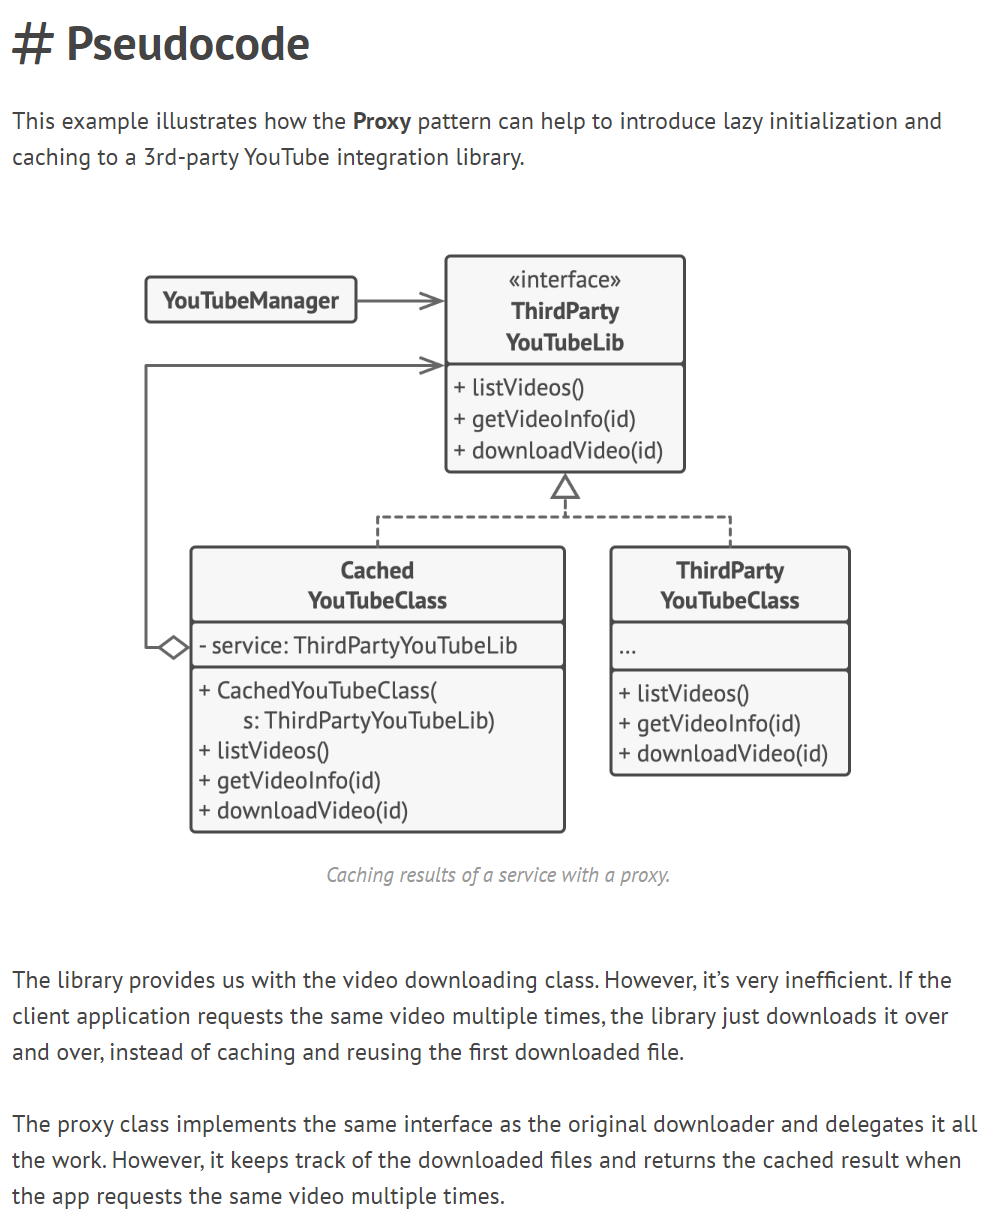 # Pseudocode
This example illustrates how the Proxy pattern can help to introduce lazy initialization and
caching to a 3rd-party YouTube integration library.
YouTubeManager
«interface»
ThirdParty
YouTubeLib
+ listVideos()
+ getVideoInfo(id)
+ downloadVideo(id)
Cached
YouTubeClass
- service: ThirdPartyYouTubeLib
+ CachedYouTubeClass(
s: ThirdPartyYouTubeLib)
+ listVideos()
+ getVideoInfo(id)
+ downloadVideo(id)
ThirdParty
YouTubeClass
...
+ listVideos()
+ getVideoInfo(id)
+ downloadVideo(id)
Caching results of a service with a proxy.
The library provides us with the video downloading class. However, it’s very inefficient. If the
client application requests the same video multiple times, the library just downloads it over
and over, instead of caching and reusing the first downloaded file.
The proxy class implements the same interface as the original downloader and delegates it all
the work. However, it keeps track of the downloaded files and returns the cached result when
the app requests the same video multiple times.